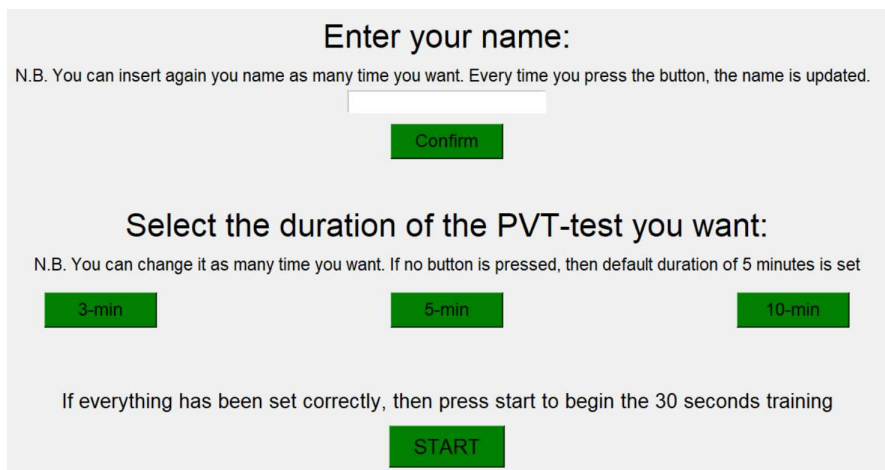 Enter your name:
N.B. You can insert again you name as many time you want. Every time you press the button, the name is updated.
Confirm
Select the duration of the PVT-test you want:
N.B. You can change it as many time you want. If no button is pressed, then default duration of 5 minutes is set
3-min 5-min 10-min
If everything has been set correctly, then press start to begin the 30 seconds training
START